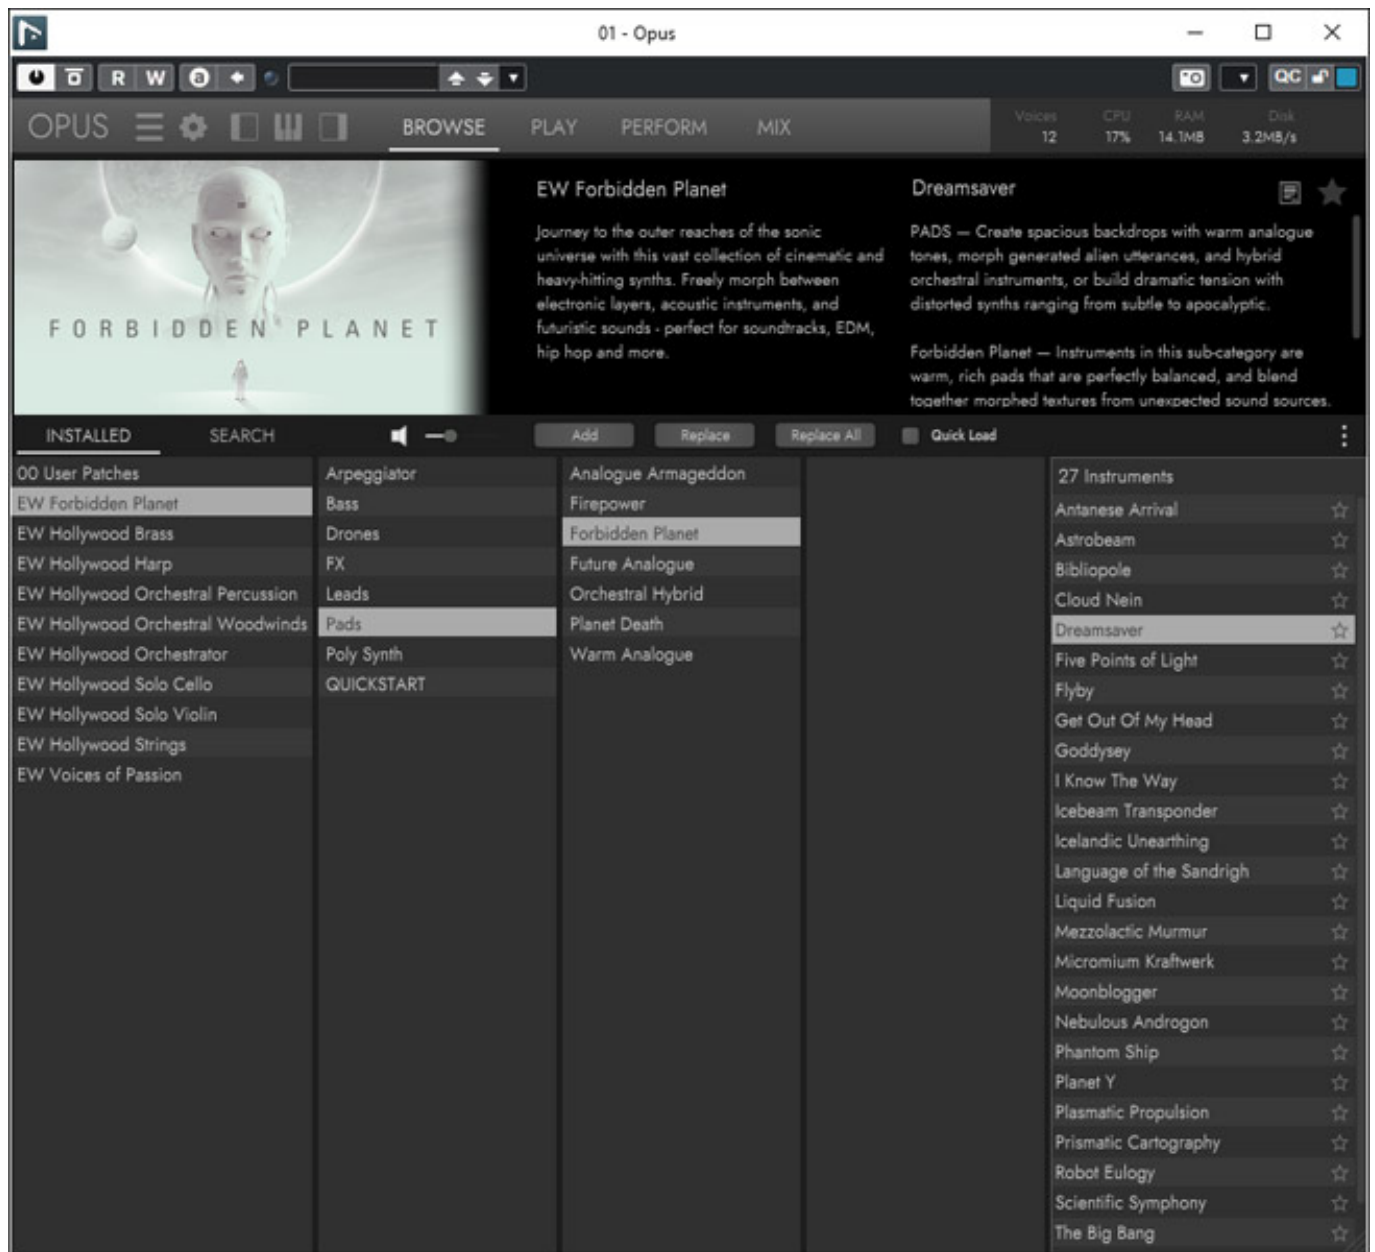 01 - Opus
R W a QC
OPUS BROWSE PLAY PERFORM MIX
Voices CPU RAM Disk
12 17% 14.1MB 3.2MB/s
FORBIDDEN PLANET
EW Forbidden Planet
Journey to the outer reaches of the sonic
universe with this vast collection of cinematic and
heavy-hitting synths. Freely morph between
electronic layers, acoustic instruments, and
futuristic sounds - perfect for soundtracks, EDM,
hip hop and more.
Dreamsaver
PADS — Create spacious backdrops with warm analogue
tones, morph generated alien utterances, and hybrid
orchestral instruments, or build dramatic tension with
distorted synths ranging from subtle to apocalyptic.
Forbidden Planet — Instruments in this sub-category are
warm, rich pads that are perfectly balanced, and blend
together morphed textures from unexpected sound sources.
INSTALLED SEARCH Add Replace Replace All Quick Load
00 User Patches
EW Forbidden Planet
EW Hollywood Brass
EW Hollywood Harp
EW Hollywood Orchestral Percussion
EW Hollywood Orchestral Woodwinds
EW Hollywood Orchestrator
EW Hollywood Solo Cello
EW Hollywood Solo Violin
EW Hollywood Strings
EW Voices of Passion
Arpeggiator
Bass
Drones
FX
Leads
Pads
Poly Synth
QUICKSTART
Analogue Armageddon
Firepower
Forbidden Planet
Future Analogue
Orchestral Hybrid
Planet Death
Warm Analogue
27 Instruments
Antanese Arrival
Astrobeam
Bibliopole
Cloud Nein
Dreamsaver
Five Points of Light
Flyby
Get Out Of My Head
Goddysey
I Know The Way
Icebeam Transponder
Icelandic Unearthing
Language of the Sandrigh
Liquid Fusion
Mezzolactic Murmur
Micromium Kraftwerk
Moonblogger
Nebulous Androgon
Phantom Ship
Planet Y
Plasmatic Propulsion
Prismatic Cartography
Robot Eulogy
Scientific Symphony
The Big Bang